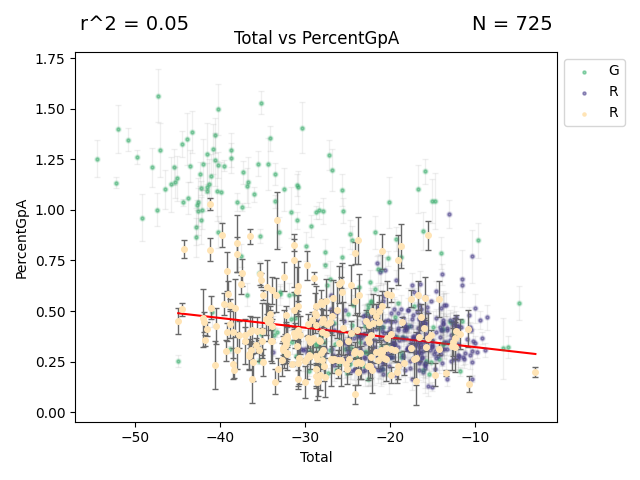 r^2 = 0.05
N = 725
Total vs PercentGpA
G
R
R
PercentGpA
1.75
1.50
1.25
1.00
0.75
0.50
0.25
0.00
−50
−40
−30
−20
−10
Total